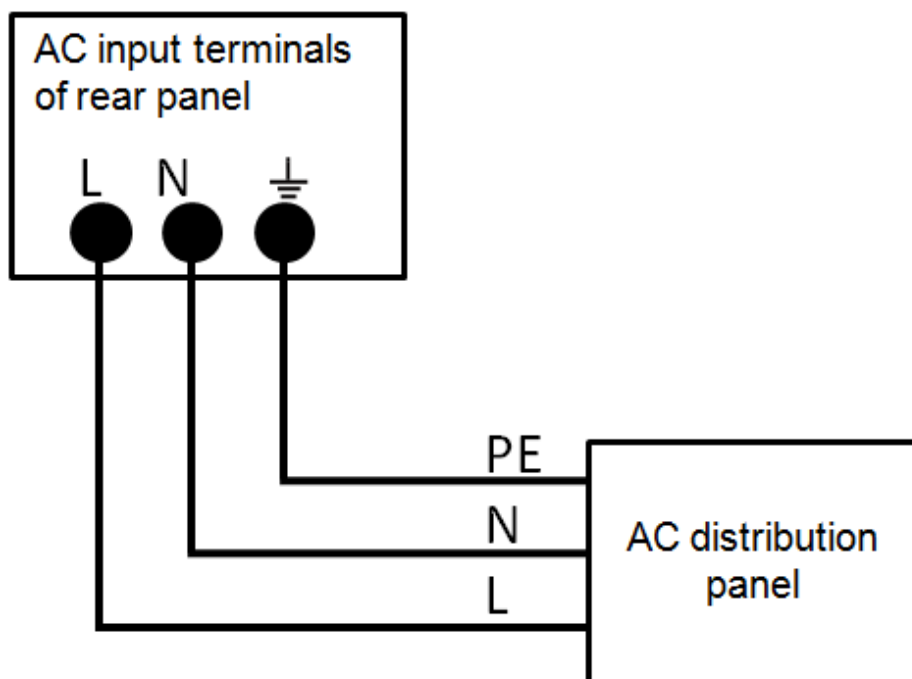 AC input terminals
of rear panel
L N
PE
N
L
AC distribution
panel